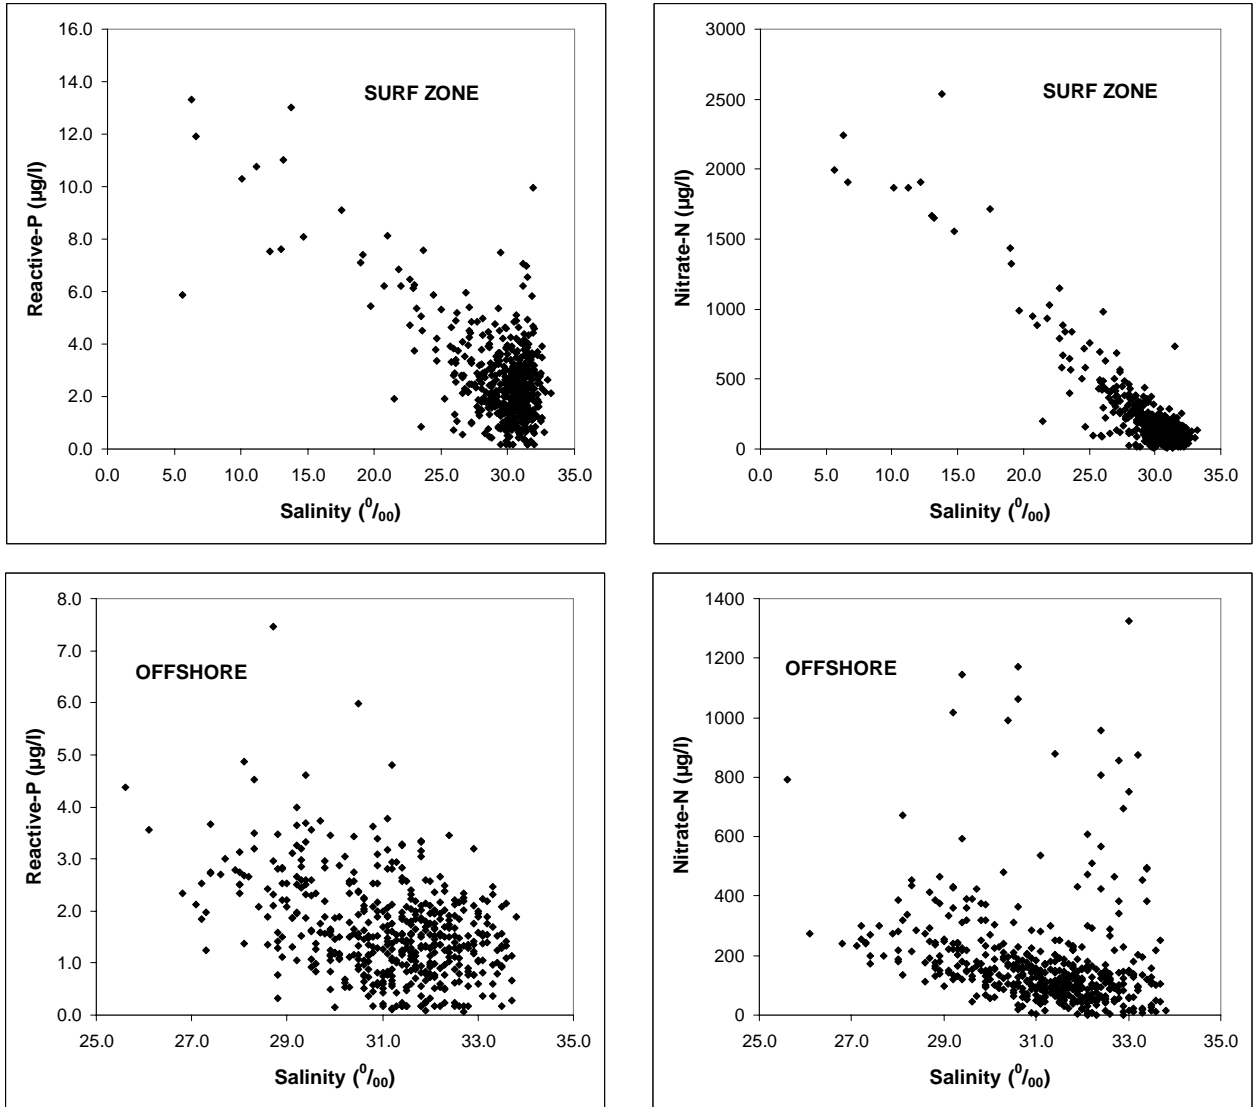 16.0
14.0
12.0
10.0
8.0
6.0
4.0
2.0
0.0
Reactive-P (µg/l)
SURF ZONE
0.0 5.0 10.0 15.0 20.0 25.0 30.0 35.0
Salinity (⁰/₀₀)
3000
2500
2000
1500
1000
500
0
Nitrate-N (µg/l)
SURF ZONE
0.0 5.0 10.0 15.0 20.0 25.0 30.0 35.0
Salinity (⁰/₀₀)
8.0
7.0
6.0
5.0
4.0
3.0
2.0
1.0
0.0
Reactive-P (µg/l)
OFFSHORE
25.0 27.0 29.0 31.0 33.0 35.0
Salinity (⁰/₀₀)
1400
1200
1000
800
600
400
200
0
Nitrate-N (µg/l)
OFFSHORE
25.0 27.0 29.0 31.0 33.0 35.0
Salinity (⁰/₀₀)